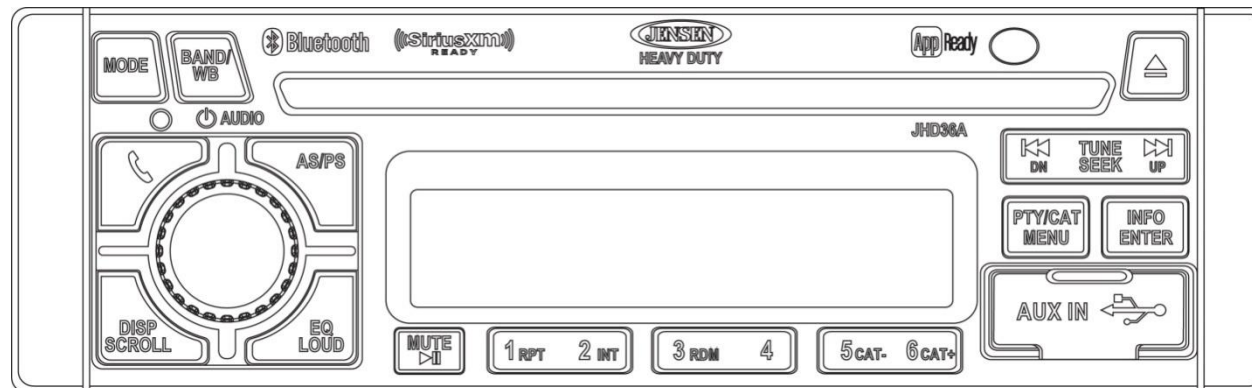 MODE
BAND/
WB
Bluetooth
((SiriusXM))
READY
JENSEN
HEAVY DUTY
App Ready
AUDIO
JHD36A
AS/PS
DN
TUNE
SEEK
UP
PTY/CAT
MENU
INFO
ENTER
AUX IN
DISP
SCROLL
EQ
LOUD
MUTE
1 RPT 2 INT
3 RDM 4
5 CAT- 6 CAT+